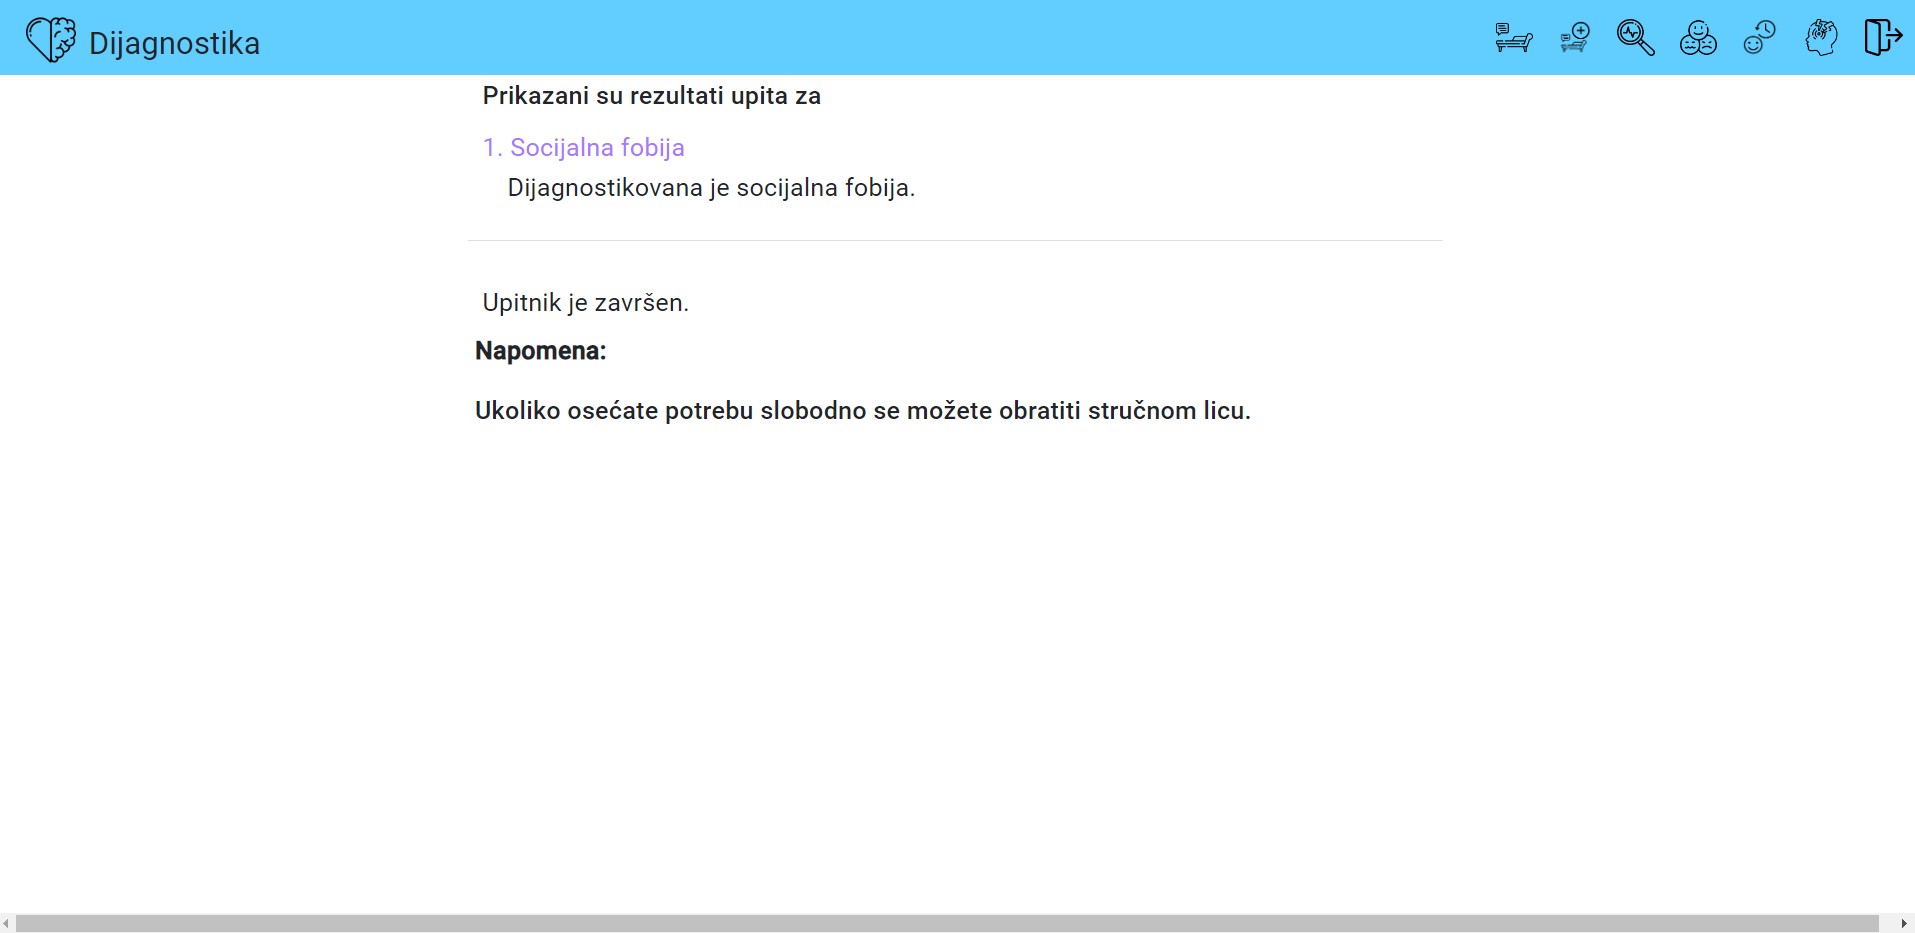 Dijagnostika
Prikazani su rezultati upita za
1. Socijalna fobija
Dijagnostikovana je socijalna fobija.
Upitnik je završen.
Napomena:
Ukoliko osećate potrebu slobodno se možete obratiti stručnom licu.